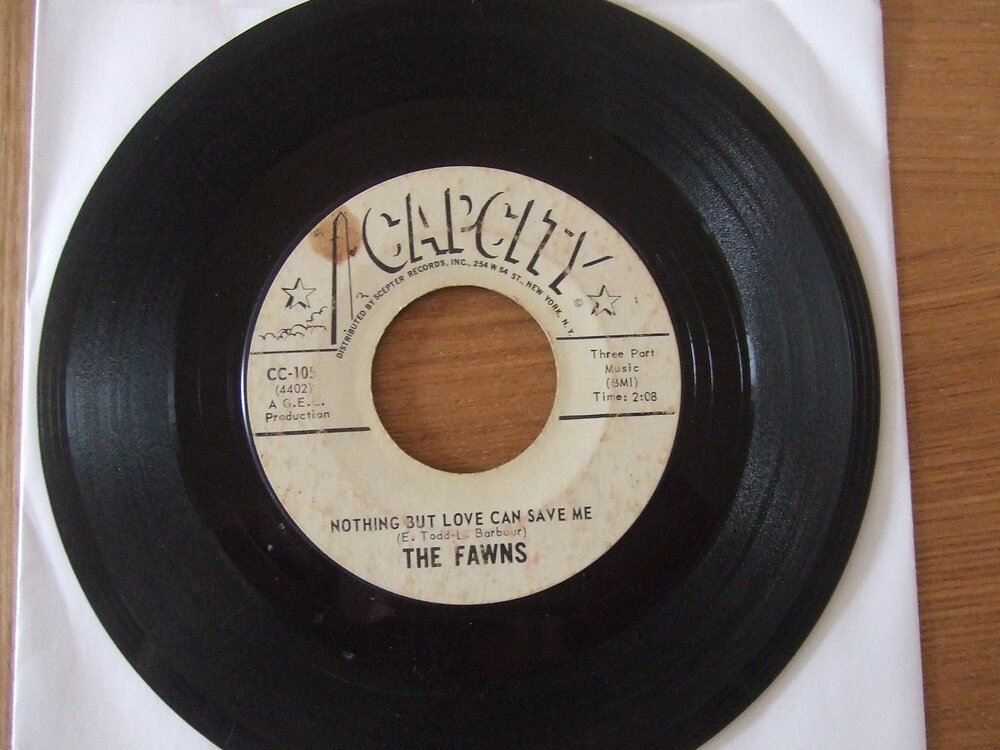 CAPCITY
DISTRIBUTED BY SCEPTER RECORDS, INC., 254 W 54 ST., NEW YORK, N.Y.
©
CC-105
(4402)
A G.E.
Production
Three Part
Music
(BMI)
Time: 2:08
NOTHING BUT LOVE CAN SAVE ME
(E. Todd-L. Barbour)
THE FAWNS